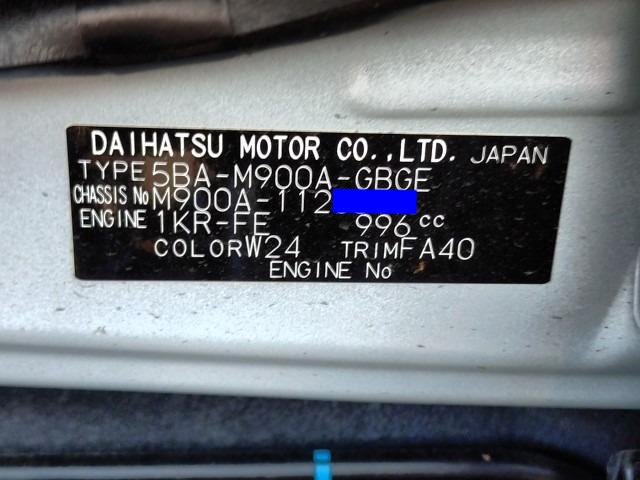 DAIHATSU MOTOR CO.,LTD. JAPAN
TYPE 5BA-M900A-GBGE
CHASSIS No M900A-112
ENGINE 1KR-FE 996cc
COLOR W24 TRIM FA40
ENGINE No